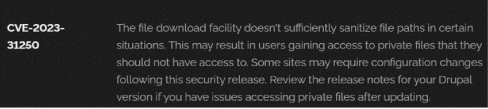 CVE-2023-
31250
The file download facility doesn't sufficiently sanitize file paths in certain
situations. This may result in users gaining access to private files that they
should not have access to. Some sites may require configuration changes
following this security release. Review the release notes for your Drupal
version if you have issues accessing private files after updating.